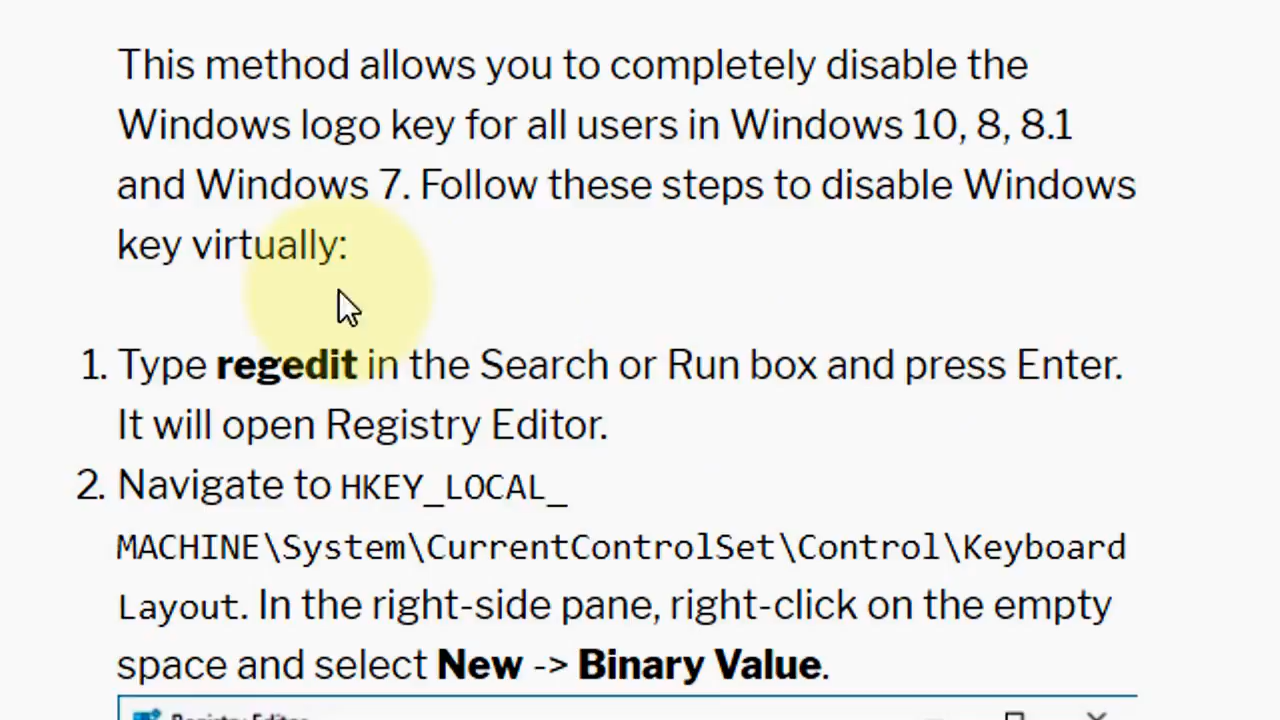 This method allows you to completely disable the
Windows logo key for all users in Windows 10, 8, 8.1
and Windows 7. Follow these steps to disable Windows
key virtually:
1. Type regedit in the Search or Run box and press Enter.
It will open Registry Editor.
2. Navigate to HKEY_LOCAL_
MACHINE\System\CurrentControlSet\Control\Keyboard
Layout. In the right-side pane, right-click on the empty
space and select New -> Binary Value.
Registry Editor